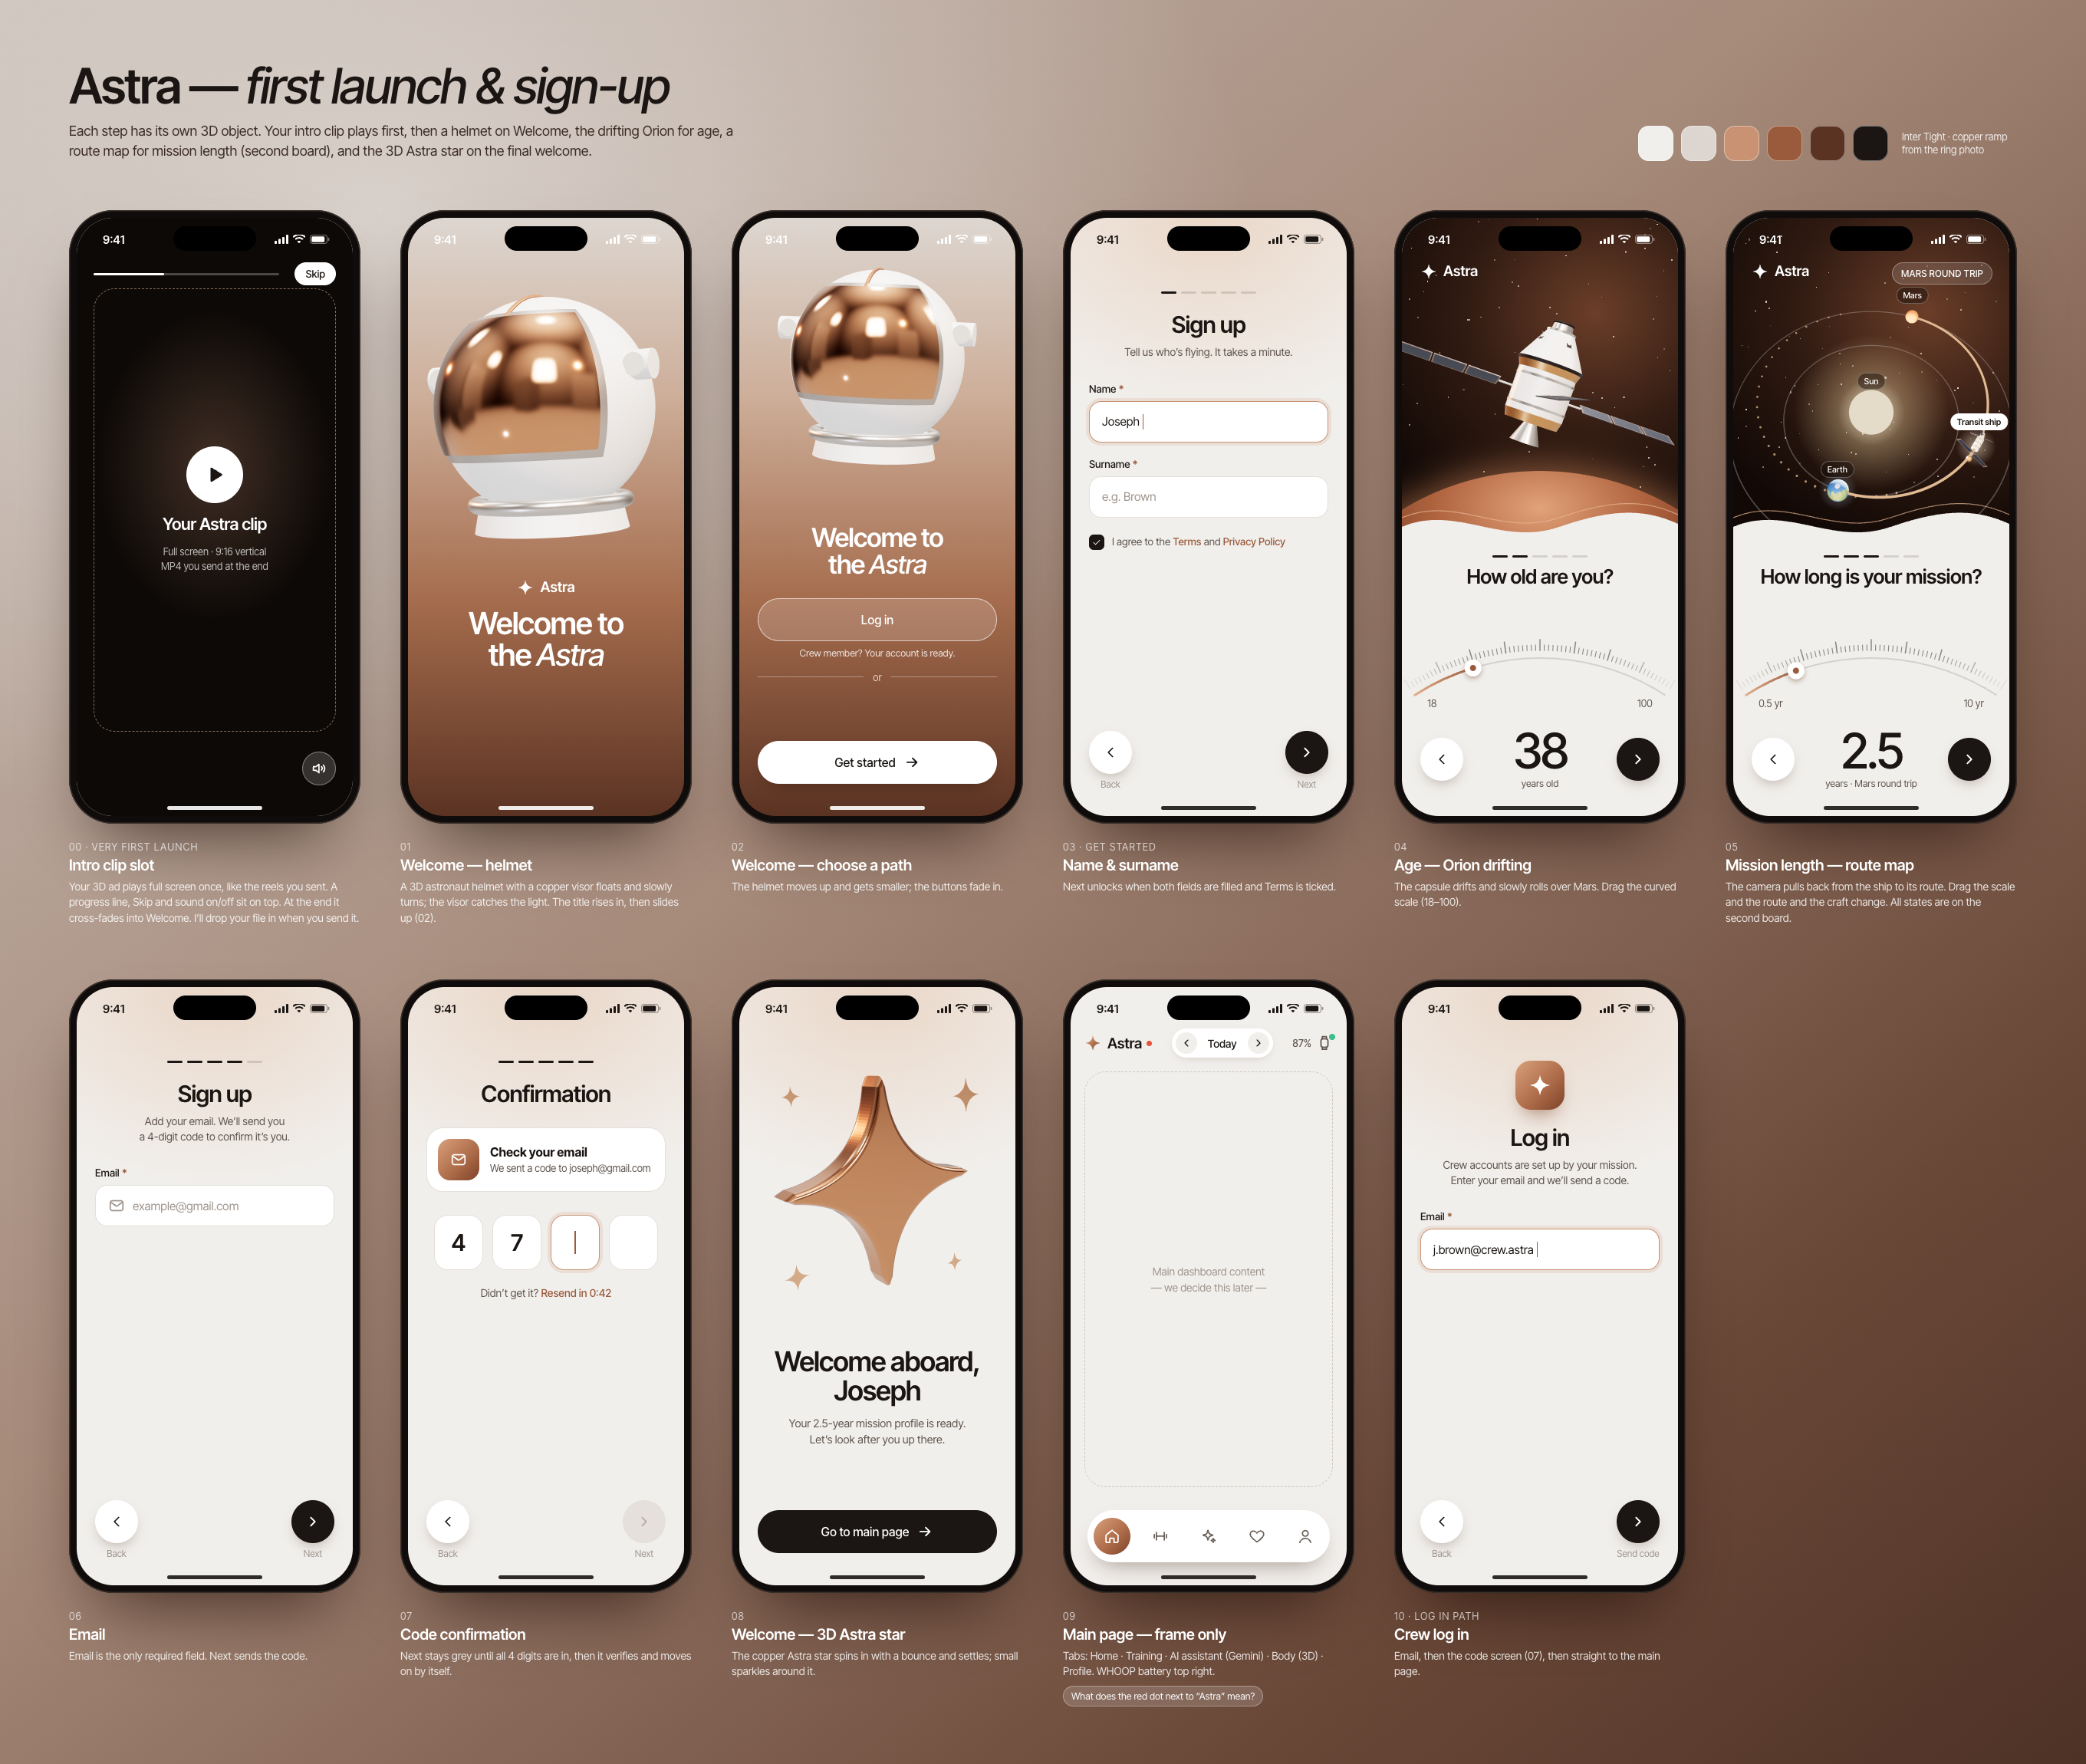 Astra — first launch & sign-up
Each step has its own 3D object. Your intro clip plays first, then a helmet on Welcome, the drifting Orion for age, a
route map for mission length (second board), and the 3D Astra star on the final welcome.
Inter Tight · copper ramp
from the ring photo
9:41
Skip
Your Astra clip
Full screen · 9:16 vertical
MP4 you send at the end
00 · VERY FIRST LAUNCH
Intro clip slot
Your 3D ad plays full screen once, like the reels you sent. A
progress line, Skip and sound on/off sit on top. At the end it
cross-fades into Welcome. I'll drop your file in when you send it.
9:41
Astra
Welcome to
the Astra
01
Welcome — helmet
A 3D astronaut helmet with a copper visor floats and slowly
turns; the visor catches the light. The title rises in, then slides
up (02).
9:41
Welcome to
the Astra
Log in
Crew member? Your account is ready.
or
Get started
02
Welcome — choose a path
The helmet moves up and gets smaller; the buttons fade in.
9:41
Sign up
Tell us who's flying. It takes a minute.
Name *
Joseph
Surname *
e.g. Brown
I agree to the Terms and Privacy Policy
Back
Next
03 · GET STARTED
Name & surname
Next unlocks when both fields are filled and Terms is ticked.
9:41
Astra
How old are you?
18
100
38
years old
04
Age — Orion drifting
The capsule drifts and slowly rolls over Mars. Drag the curved
scale (18–100).
9:41
Astra
MARS ROUND TRIP
Mars
Sun
Transit ship
Earth
How long is your mission?
0.5 yr
10 yr
2.5
years · Mars round trip
05
Mission length — route map
The camera pulls back from the ship to its route. Drag the scale
and the route and the craft change. All states are on the
second board.
9:41
Sign up
Add your email. We'll send you
a 4-digit code to confirm it's you.
Email *
example@gmail.com
Back
Next
06
Email
Email is the only required field. Next sends the code.
9:41
Confirmation
Check your email
We sent a code to joseph@gmail.com
4 7
Didn't get it? Resend in 0:42
Back
Next
07
Code confirmation
Next stays grey until all 4 digits are in, then it verifies and moves
on by itself.
9:41
Welcome aboard,
Joseph
Your 2.5-year mission profile is ready.
Let's look after you up there.
Go to main page
08
Welcome — 3D Astra star
The copper Astra star spins in with a bounce and settles; small
sparkles around it.
9:41
Astra
Today
87%
Main dashboard content
— we decide this later —
09
Main page — frame only
Tabs: Home · Training · AI assistant (Gemini) · Body (3D) ·
Profile. WHOOP battery top right.
What does the red dot next to "Astra" mean?
9:41
Log in
Crew accounts are set up by your mission.
Enter your email and we'll send a code.
Email *
j.brown@crew.astra
Back
Send code
10 · LOG IN PATH
Crew log in
Email, then the code screen (07), then straight to the main
page.